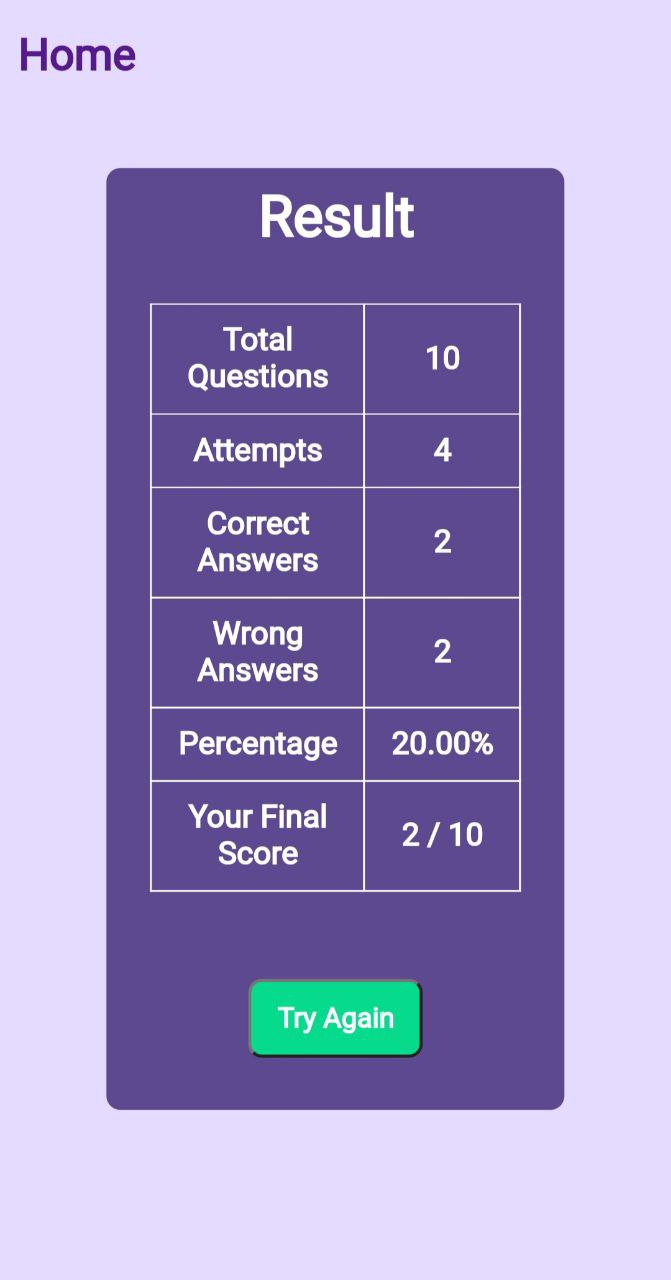 Home
Result
Total
Questions
10
Attempts
4
Correct
Answers
2
Wrong
Answers
2
Percentage
20.00%
Your Final
Score
2 / 10
Try Again